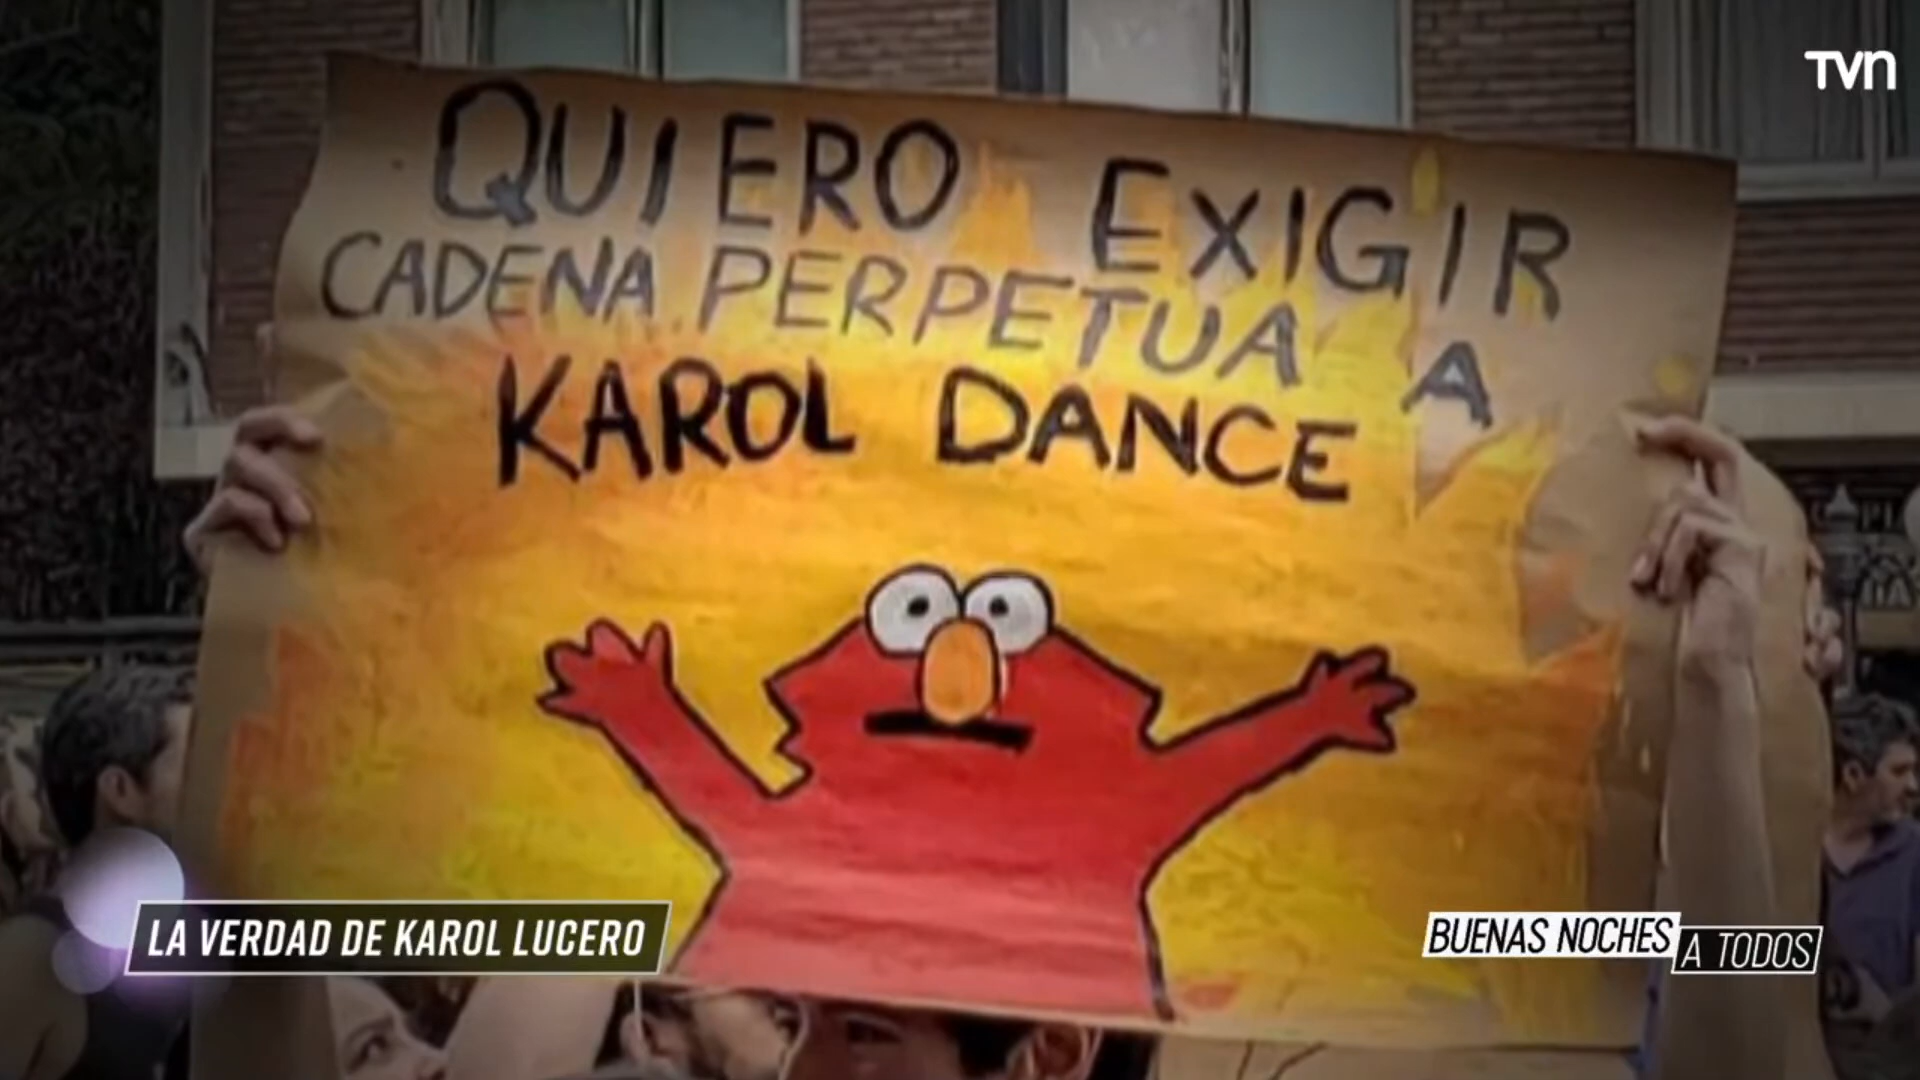 TVN
QUIERO EXIGIR
CADENA PERPETUA A
KAROL DANCE
LA VERDAD DE KAROL LUCERO
BUENAS NOCHES
A TODOS